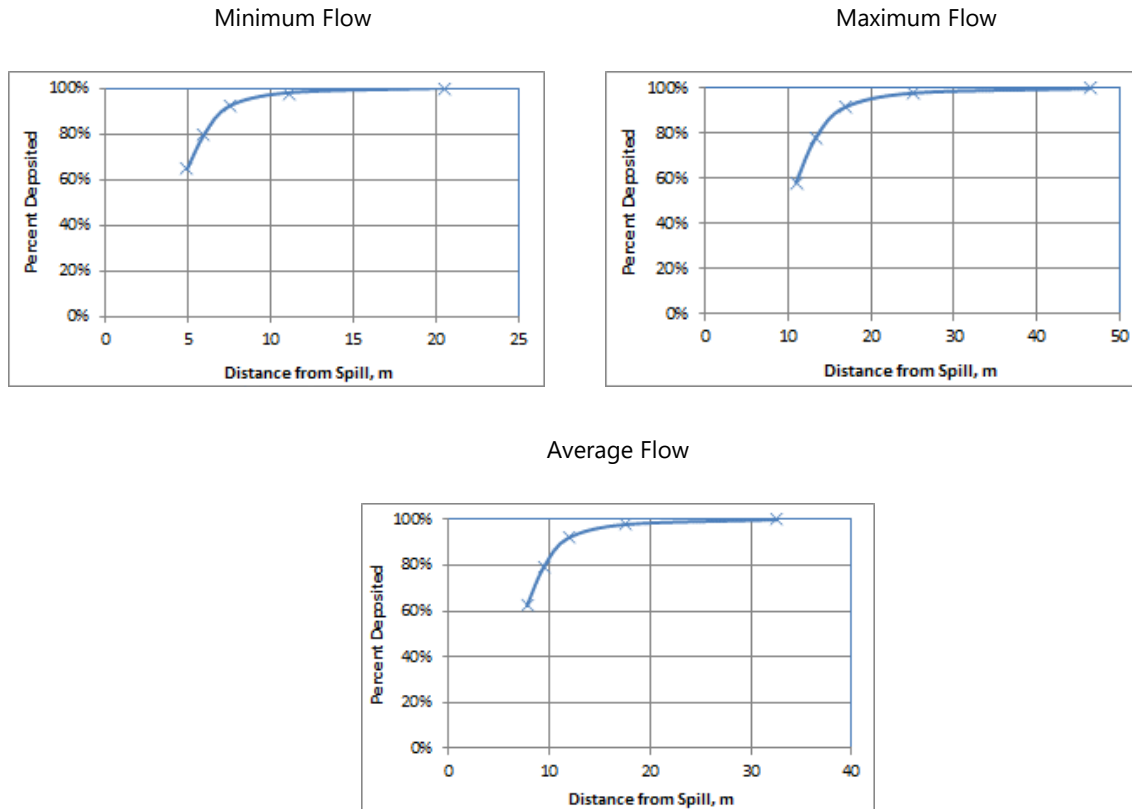 Minimum Flow
Maximum Flow
100%
80%
60%
40%
20%
0%
Percent Deposited
0 5 10 15 20 25
Distance from Spill, m
100%
80%
60%
40%
20%
0%
Percent Deposited
0 10 20 30 40 50
Distance from Spill, m
Average Flow
100%
80%
60%
40%
20%
0%
Percent Deposited
0 10 20 30 40
Distance from Spill, m